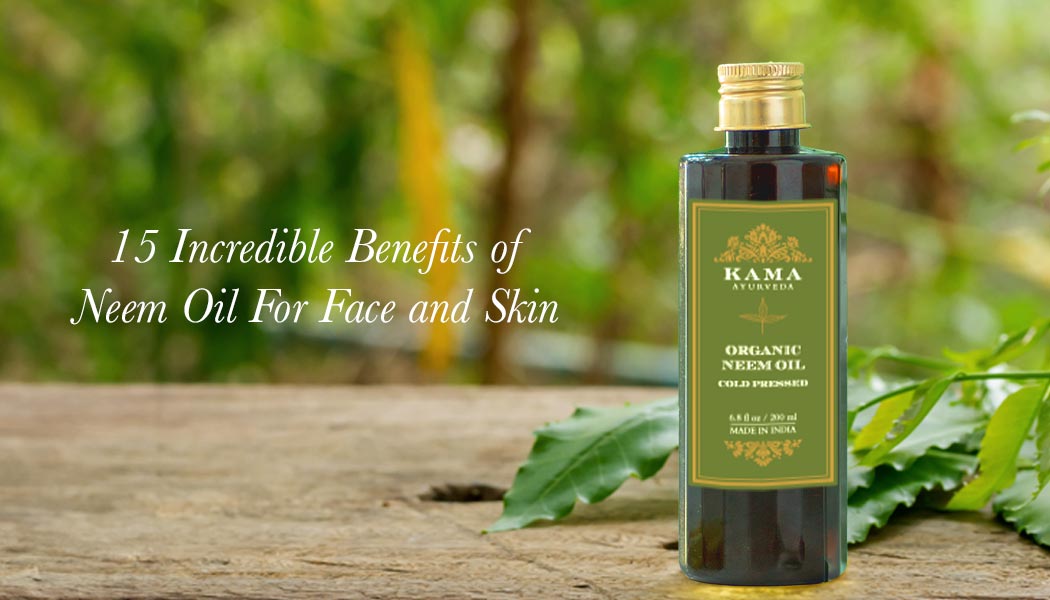 15 Incredible Benefits of
Neem Oil For Face and Skin
KAMA
AYURVEDA
ORGANIC
NEEM OIL
COLD PRESSED
6.8 fl oz / 200 ml
MADE IN INDIA